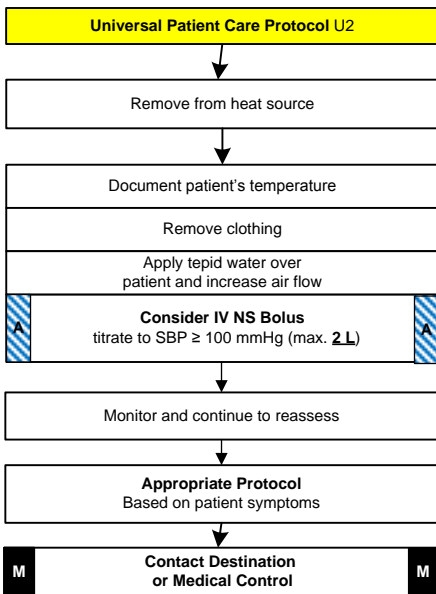 Universal Patient Care Protocol U2
Remove from heat source
Document patient's temperature
Remove clothing
Apply tepid water over
patient and increase air flow
A
Consider IV NS Bolus
A
titrate to SBP ≥ 100 mmHg (max. 2 L)
Monitor and continue to reassess
Appropriate Protocol
Based on patient symptoms
M
Contact Destination
M
or Medical Control